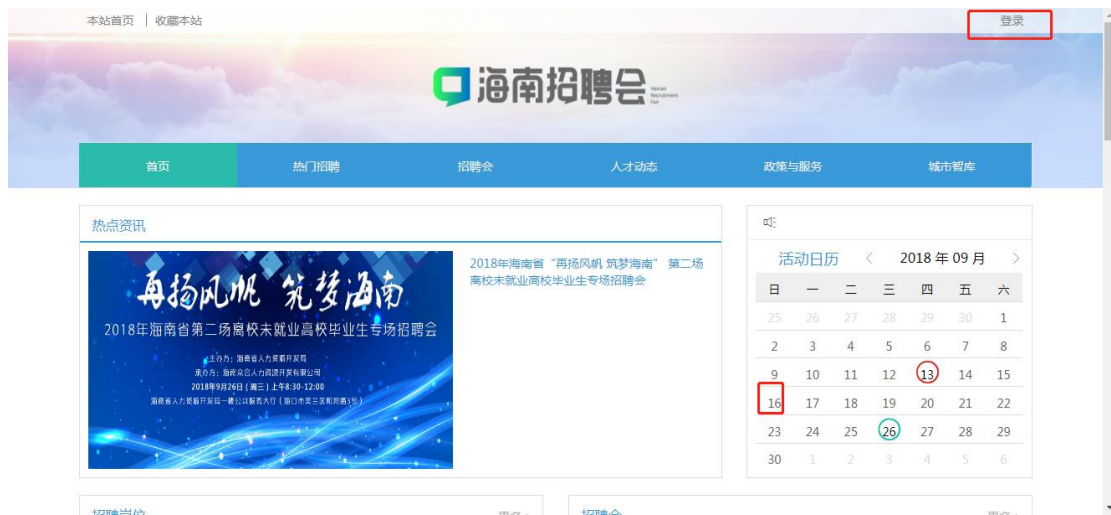 本站首页 | 收藏本站
登录
海南招聘会
Hainan
Recruitment
Fair
首页 热门招聘 招聘会 人才动态 政策与服务 城市智库
热点资讯
再扬风帆 筑梦海南
2018年海南省第二场离校未就业高校毕业生专场招聘会
主办方：海南省人力资源开发局
承办方：海南众合人力资源开发有限公司
2018年9月26日（周三）上午8:30-12:00
2018年海南省“再扬风帆 筑梦海南” 第二场
离校未就业高校毕业生专场招聘会
活动日历 < 2018 年 09 月 >
日 一 二 三 四 五 六
25 26 27 28 29 30 1
2 3 4 5 6 7 8
9 10 11 12 13 14 15
16 17 18 19 20 21 22
23 24 25 26 27 28 29
30 1 2 3 4 5 6
招聘岗位 更多
招聘会 更多